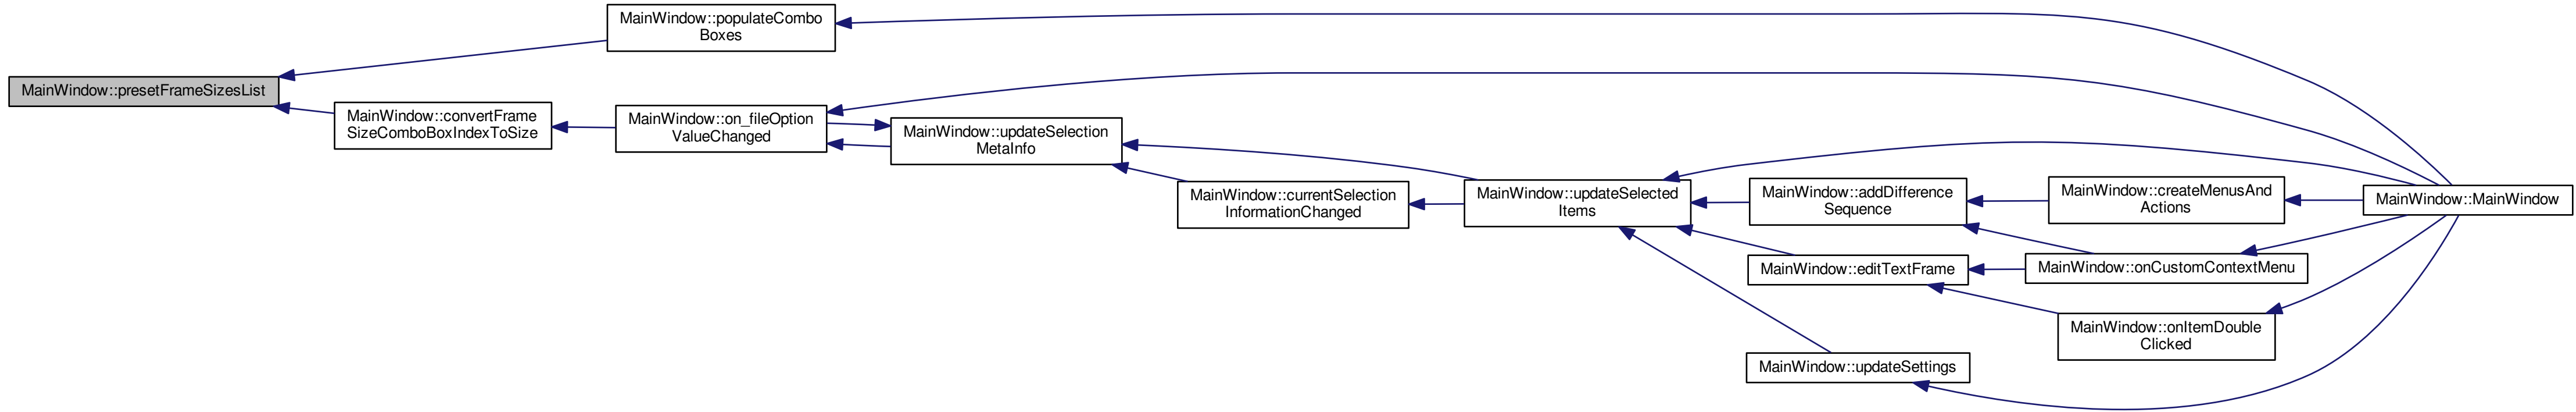 MainWindow::presetFrameSizesList
MainWindow::populateCombo
Boxes
MainWindow::convertFrame
SizeComboBoxIndexToSize
MainWindow::on_fileOption
ValueChanged
MainWindow::updateSelection
MetaInfo
MainWindow::currentSelection
InformationChanged
MainWindow::updateSelected
Items
MainWindow::addDifference
Sequence
MainWindow::editTextFrame
MainWindow::updateSettings
MainWindow::createMenusAnd
Actions
MainWindow::onCustomContextMenu
MainWindow::onItemDouble
Clicked
MainWindow::MainWindow